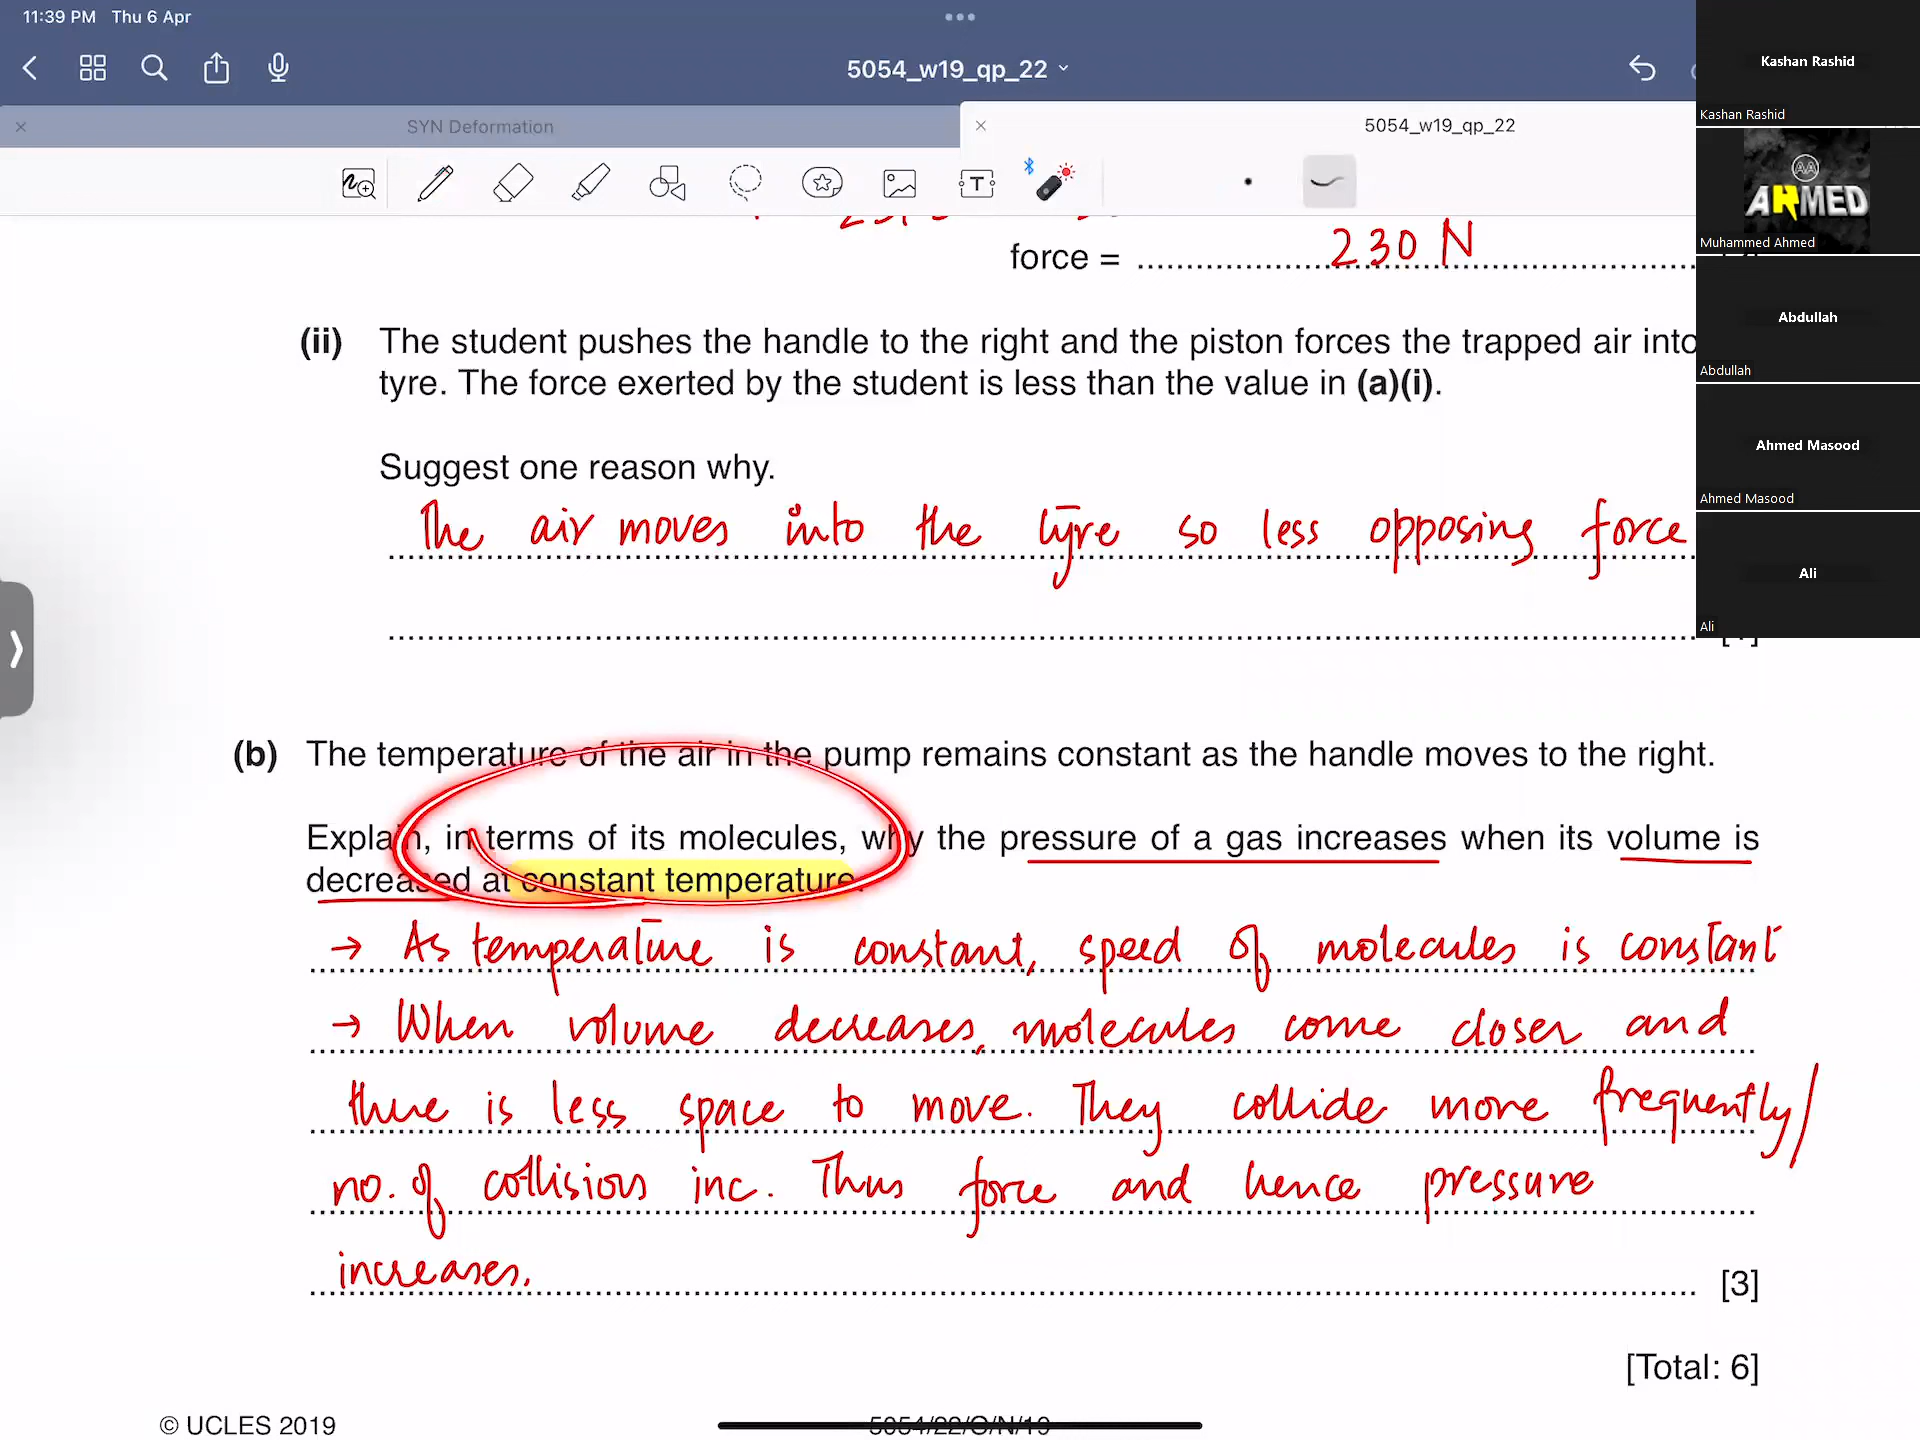 11:39 PM Thu 6 Apr
5054_w19_qp_22
SYN Deformation
5054_w19_qp_22
Kashan Rashid
Kashan Rashid
AA
ARMED
Muhammed Ahmed
Abdullah
Abdullah
Ahmed Masood
Ahmed Masood
Ali
Ali
force = 230 N
(ii) The student pushes the handle to the right and the piston forces the trapped air into
tyre. The force exerted by the student is less than the value in (a)(i).
Suggest one reason why.
The air moves into the tyre so less opposing force
(b) The temperature of the air in the pump remains constant as the handle moves to the right.
Explain, in terms of its molecules, why the pressure of a gas increases when its volume is
decreased at constant temperature.
→ As temperature is constant, speed of molecules is constant
→ When volume decreases, molecules come closer and
there is less space to move. They collide more frequently/
no. of collisions inc. Thus force and hence pressure
increases.
[3]
[Total: 6]
© UCLES 2019
5054/22/O/N/19